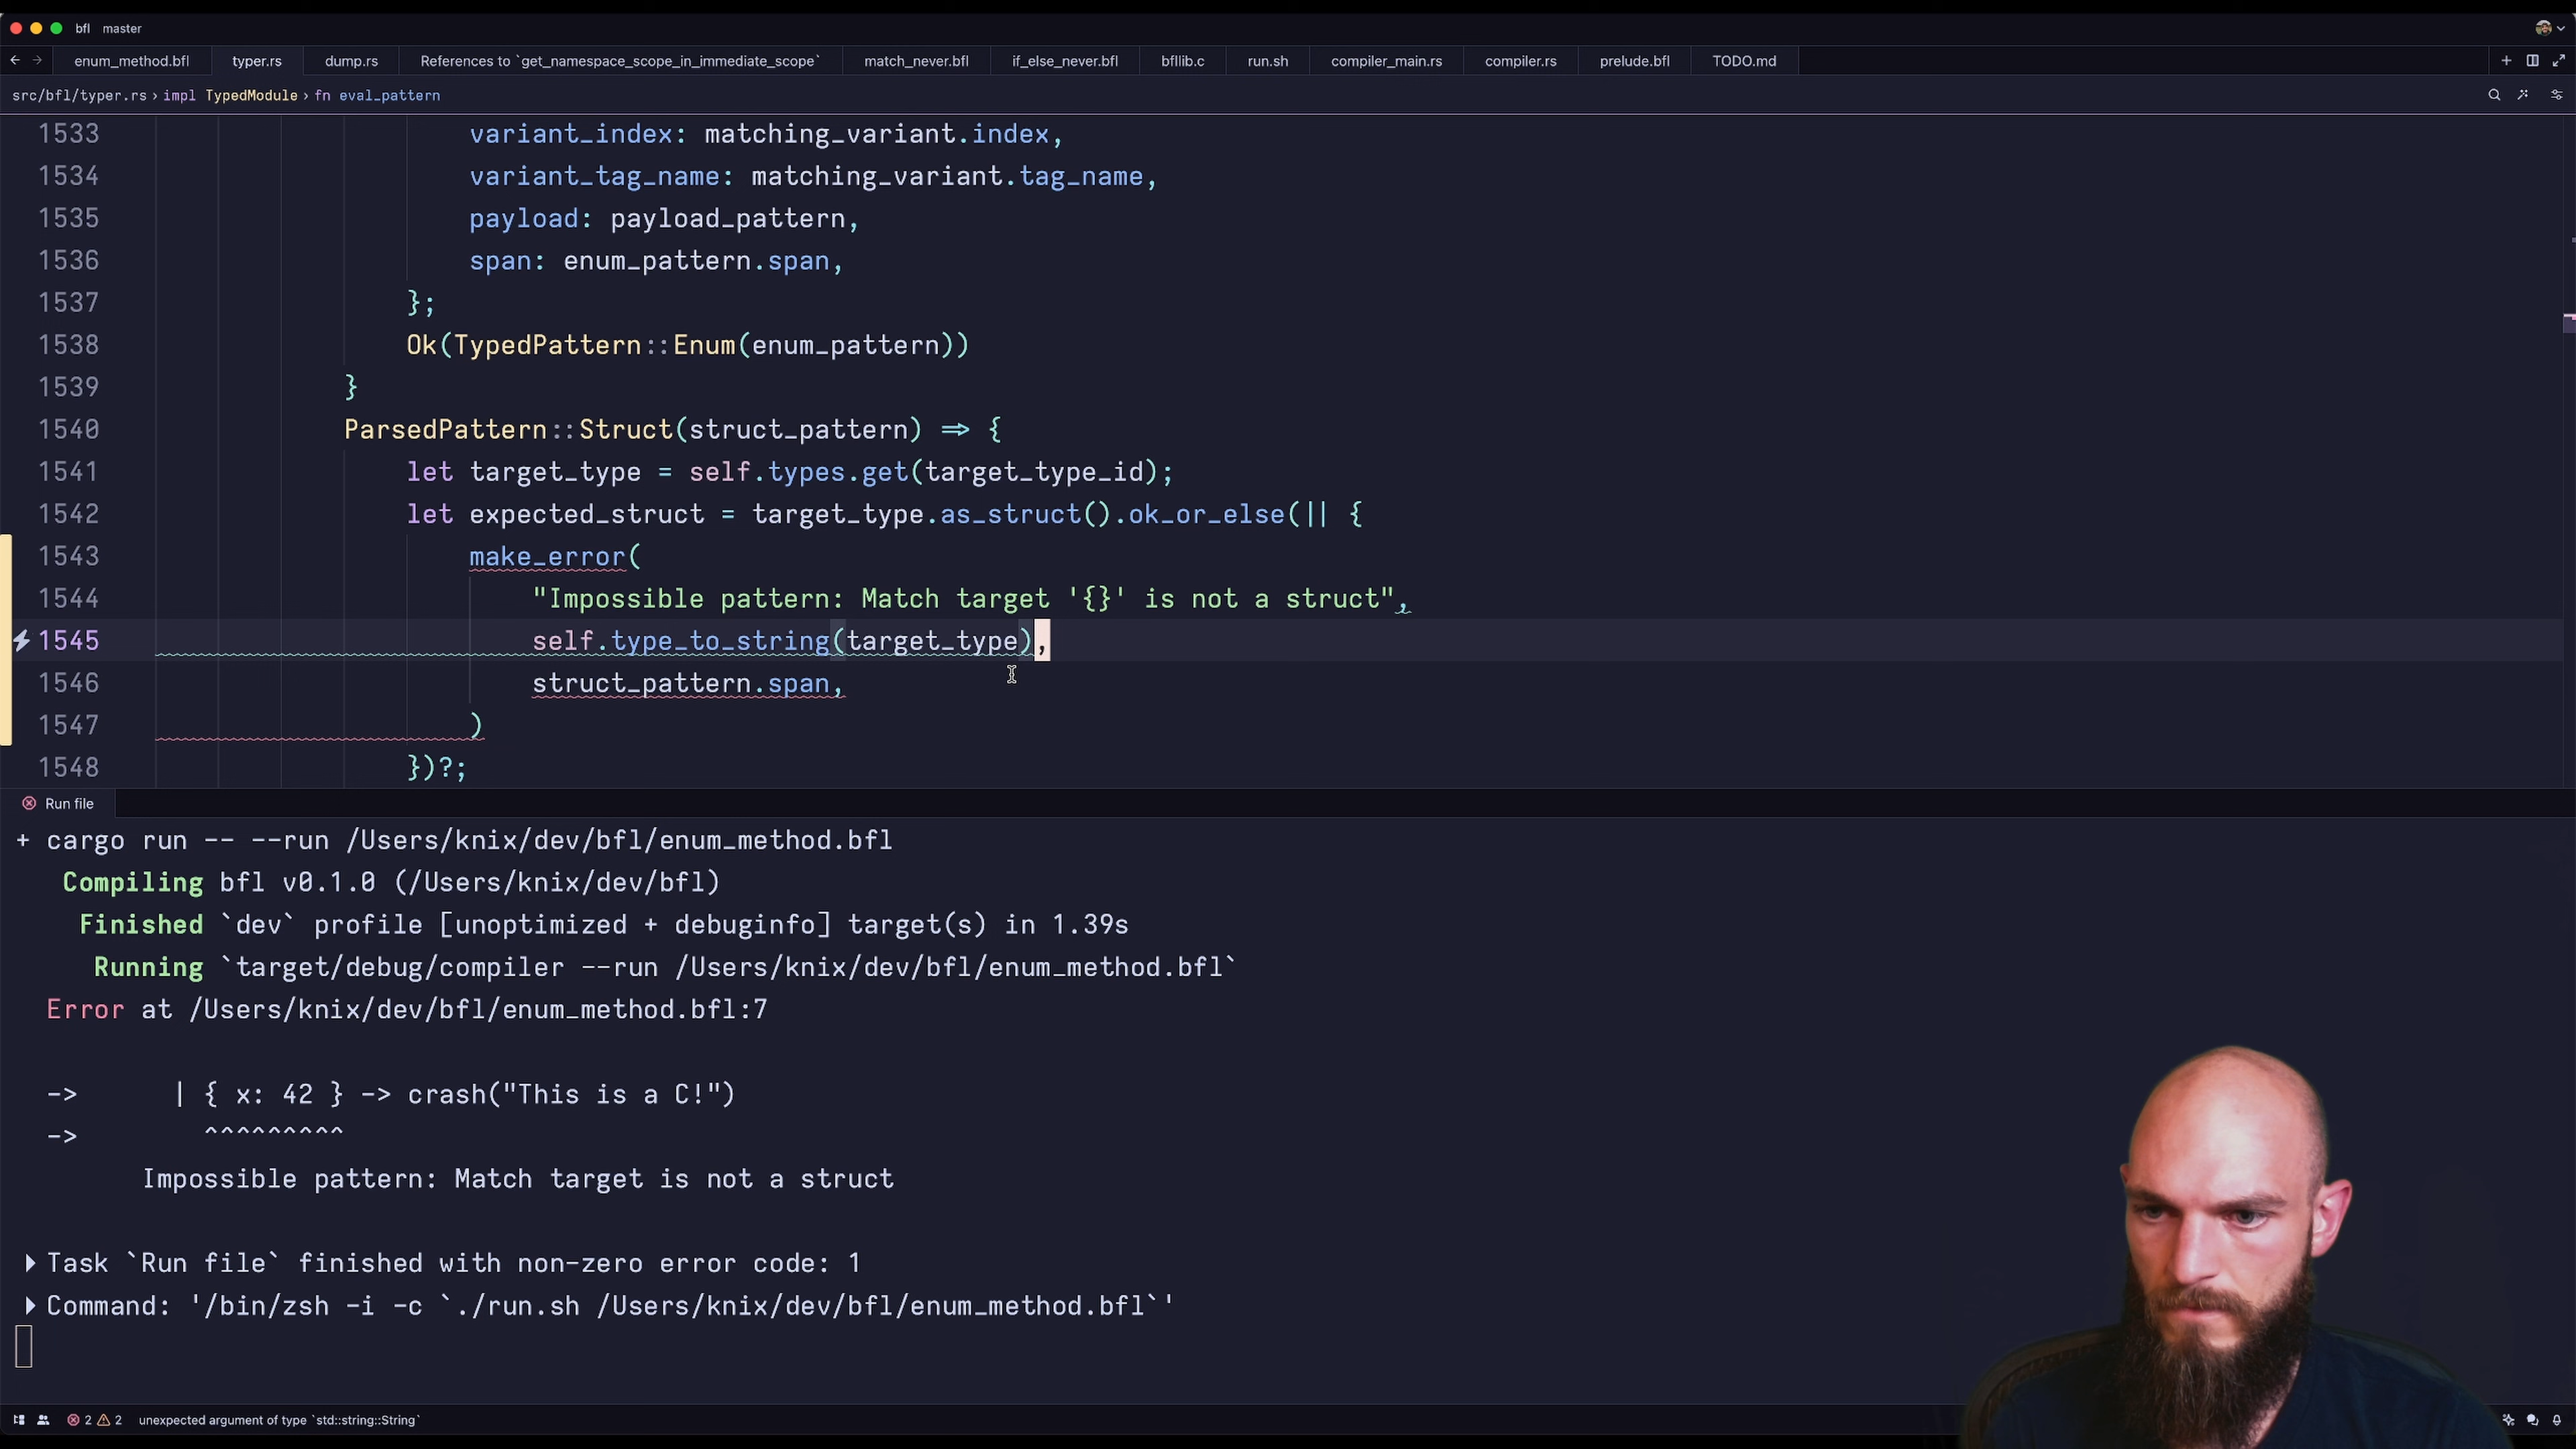 bfl master
enum_method.bfl typer.rs dump.rs References to `get_namespace_scope_in_immediate_scope` match_never.bfl if_else_never.bfl bfllib.c run.sh compiler_main.rs compiler.rs prelude.bfl TODO.md
src/bfl/typer.rs › impl TypedModule › fn eval_pattern
1533 variant_index: matching_variant.index,
1534 variant_tag_name: matching_variant.tag_name,
1535 payload: payload_pattern,
1536 span: enum_pattern.span,
1537 };
1538 Ok(TypedPattern::Enum(enum_pattern))
1539 }
1540 ParsedPattern::Struct(struct_pattern) => {
1541 let target_type = self.types.get(target_type_id);
1542 let expected_struct = target_type.as_struct().ok_or_else(|| {
1543 make_error(
1544 "Impossible pattern: Match target '{}' is not a struct",
1545 self.type_to_string(target_type),
1546 struct_pattern.span,
1547 )
1548 })?;
Run file
+ cargo run -- --run /Users/knix/dev/bfl/enum_method.bfl
Compiling bfl v0.1.0 (/Users/knix/dev/bfl)
Finished `dev` profile [unoptimized + debuginfo] target(s) in 1.39s
Running `target/debug/compiler --run /Users/knix/dev/bfl/enum_method.bfl`
Error at /Users/knix/dev/bfl/enum_method.bfl:7
-> | { x: 42 } -> crash("This is a C!")
-> ^^^^^^^^^
Impossible pattern: Match target is not a struct
Task `Run file` finished with non-zero error code: 1
Command: '/bin/zsh -i -c `./run.sh /Users/knix/dev/bfl/enum_method.bfl`'
2 2 unexpected argument of type `std::string::String`